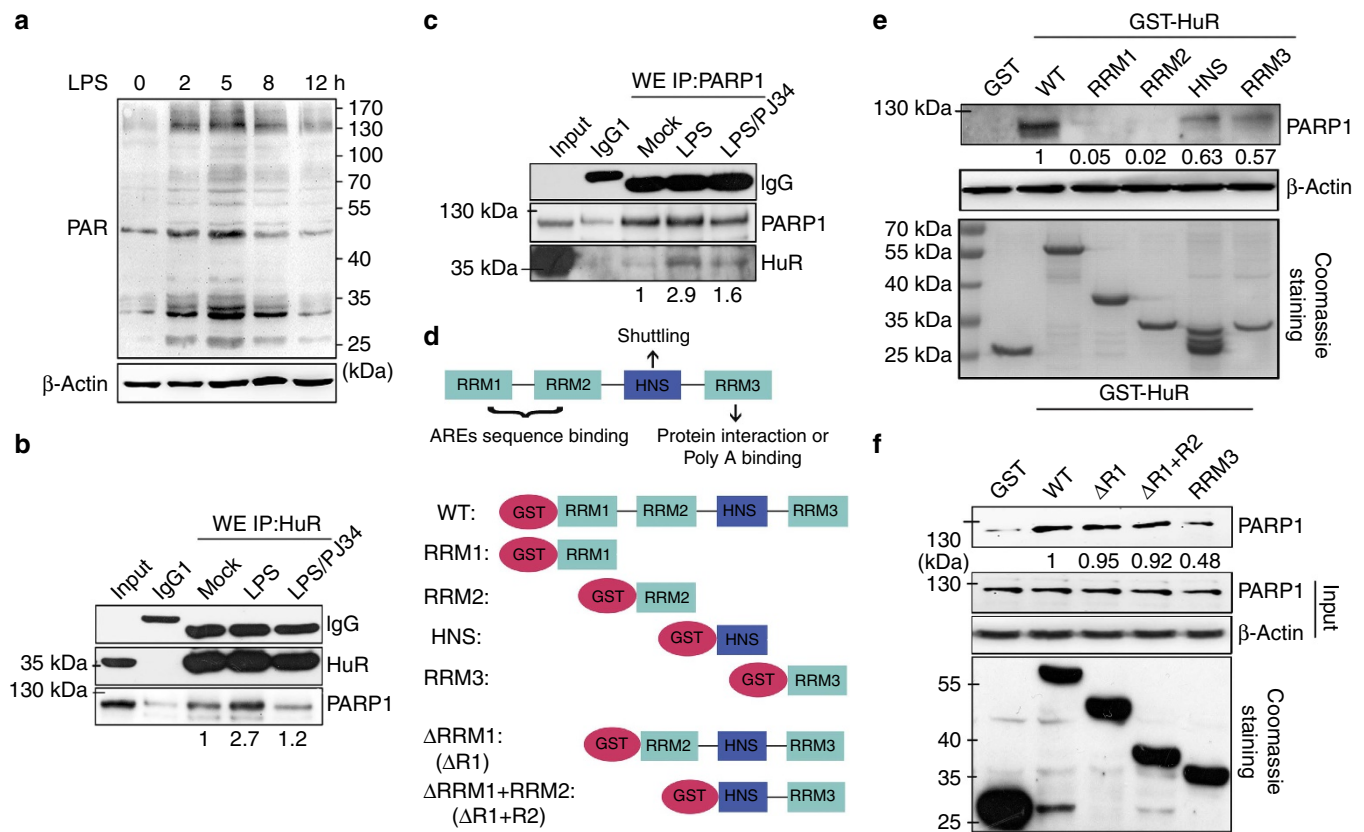 a
LPS 0 2 5 8 12 h
170
130
100
70
55
PAR
40
35
25
(kDa)
β-Actin
b
WE IP:HuR
Input IgG1 Mock LPS LPS/PJ34
IgG
35 kDa HuR
130 kDa
PARP1
1 2.7 1.2
c
WE IP:PARP1
Input IgG1 Mock LPS LPS/PJ34
IgG
130 kDa PARP1
35 kDa HuR
1 2.9 1.6
d
Shuttling
RRM1 RRM2 HNS RRM3
AREs sequence binding
Protein interaction or
Poly A binding
WT: GST RRM1 RRM2 HNS RRM3
RRM1: GST RRM1
RRM2: GST RRM2
HNS: GST HNS
RRM3: GST RRM3
ΔRRM1:
(ΔR1)
GST RRM2 HNS RRM3
ΔRRM1+RRM2:
(ΔR1+R2)
GST HNS RRM3
e
GST-HuR
GST WT RRM1 RRM2 HNS RRM3
130 kDa PARP1
1 0.05 0.02 0.63 0.57
β-Actin
70 kDa
55 kDa
40 kDa
35 kDa
25 kDa
Coomassie
staining
GST-HuR
f
GST WT ΔR1 ΔR1+R2 RRM3
130 PARP1
(kDa) 1 0.95 0.92 0.48
130 PARP1
β-Actin
Input
55
40
35
25
Coomassie
staining